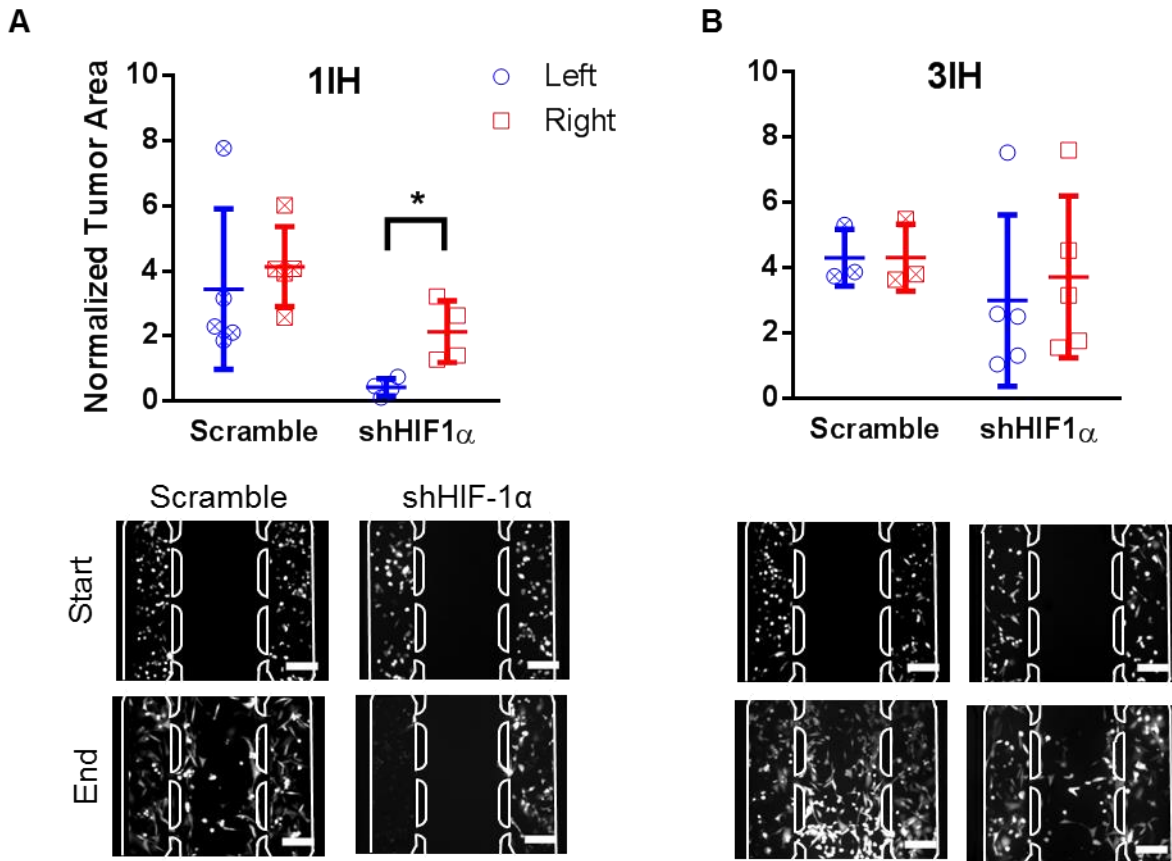 A
1IH
Normalized Tumor Area
10
8
6
4
2
0
Left
Right
*
Scramble
shHIF1α
B
3IH
10
8
6
4
2
0
Scramble
shHIF1α
Scramble
shHIF-1α
Start
End